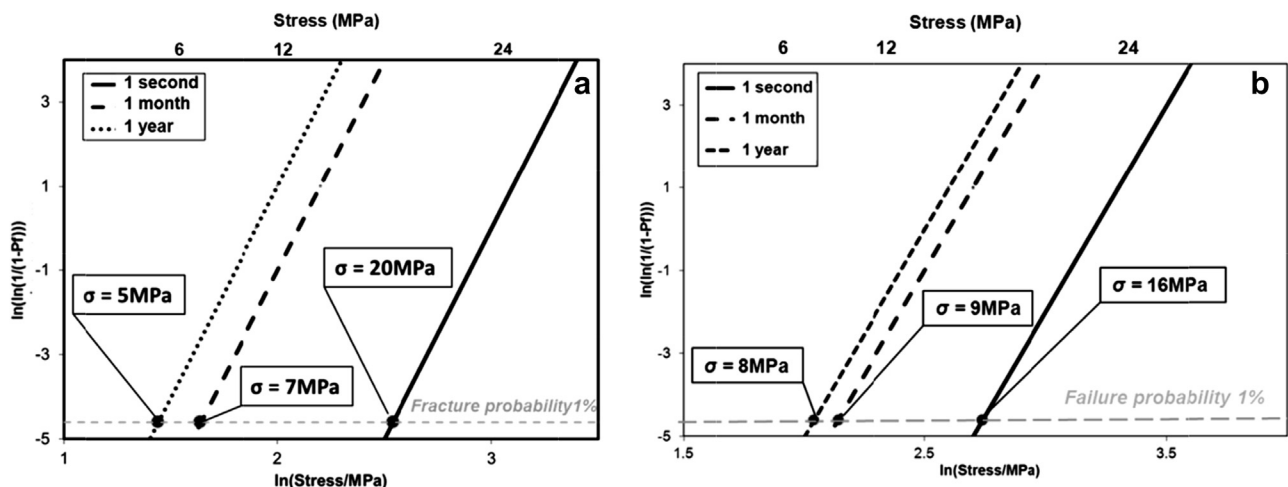 Stress (MPa)
6 12 24
1 second
1 month
1 year
a
3
1
-1
-3
-5
ln(ln(1/(1-Pf)))
σ = 5MPa
σ = 20MPa
σ = 7MPa
Fracture probability1%
1 2 3
ln(Stress/MPa)
Stress (MPa)
6 12 24
1 second
1 month
1 year
b
3
1
-1
-3
-5
ln(ln(1/(1-Pf)))
σ = 16MPa
σ = 9MPa
σ = 8MPa
Failure probability 1%
1.5 2.5 3.5
ln(Stress/MPa)